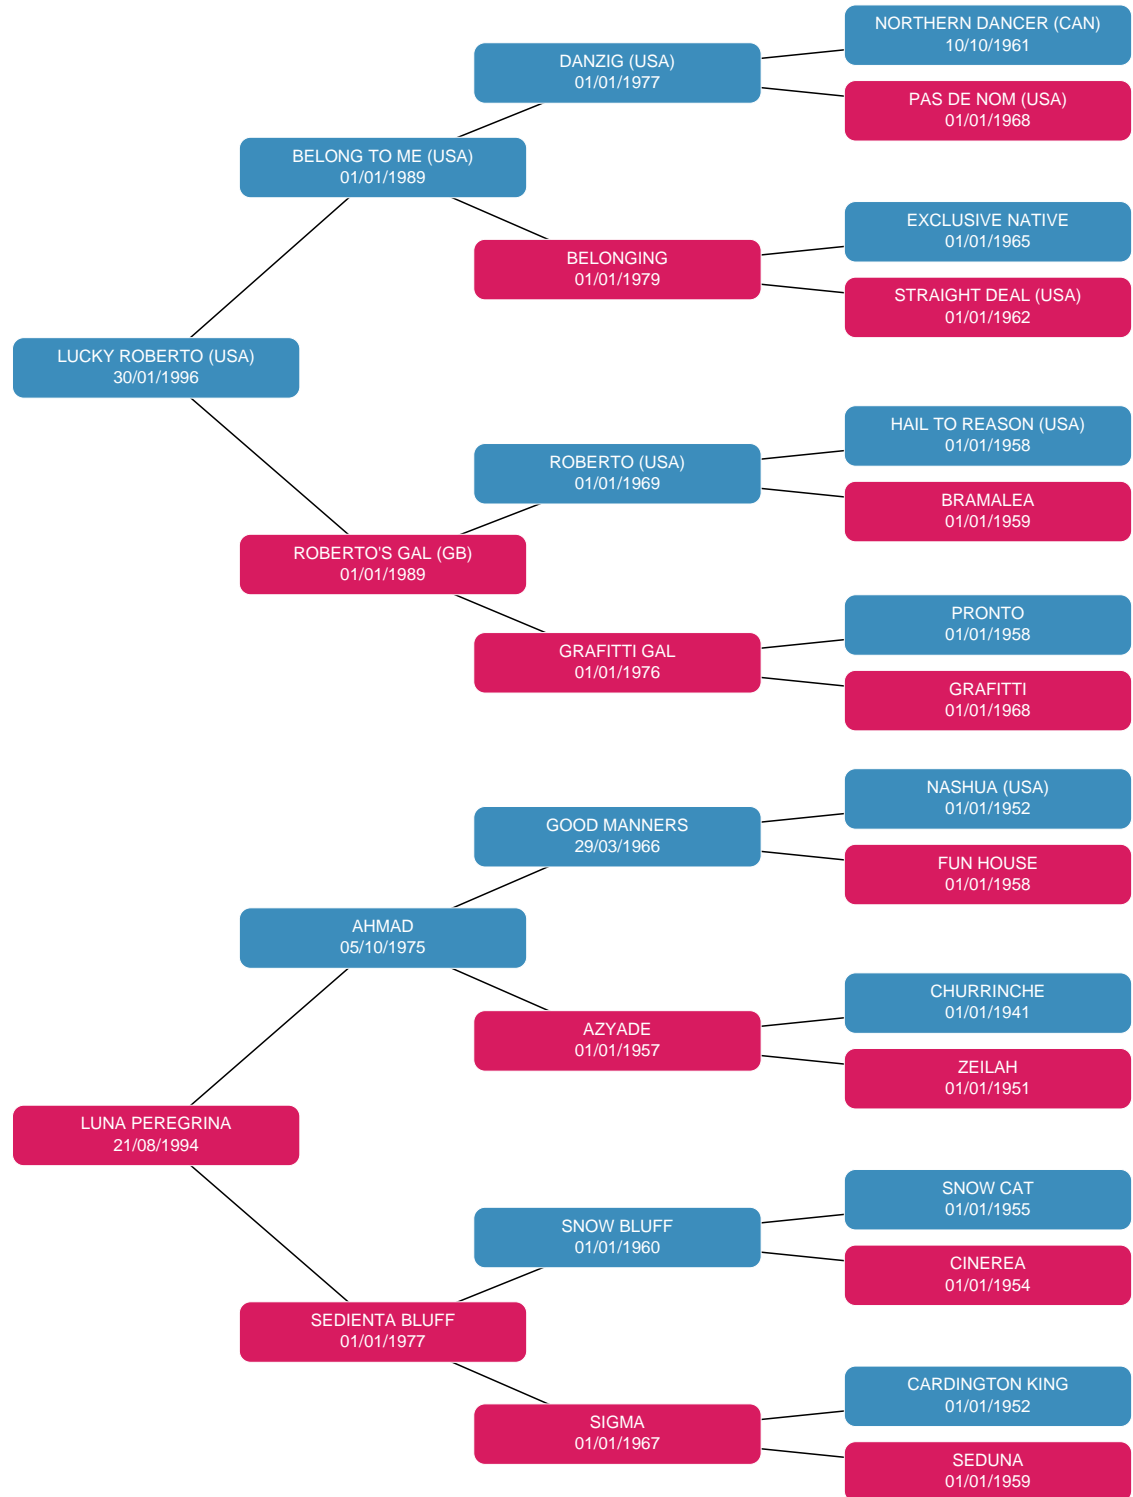 NORTHERN DANCER (CAN)
10/10/1961
DANZIG (USA)
01/01/1977
PAS DE NOM (USA)
01/01/1968
BELONG TO ME (USA)
01/01/1989
EXCLUSIVE NATIVE
01/01/1965
BELONGING
01/01/1979
STRAIGHT DEAL (USA)
01/01/1962
LUCKY ROBERTO (USA)
30/01/1996
HAIL TO REASON (USA)
01/01/1958
ROBERTO (USA)
01/01/1969
BRAMALEA
01/01/1959
ROBERTO'S GAL (GB)
01/01/1989
PRONTO
01/01/1958
GRAFITTI GAL
01/01/1976
GRAFITTI
01/01/1968
NASHUA (USA)
01/01/1952
GOOD MANNERS
29/03/1966
FUN HOUSE
01/01/1958
AHMAD
05/10/1975
CHURRINCHE
01/01/1941
AZYADE
01/01/1957
ZEILAH
01/01/1951
LUNA PEREGRINA
21/08/1994
SNOW CAT
01/01/1955
SNOW BLUFF
01/01/1960
CINEREA
01/01/1954
SEDIENTA BLUFF
01/01/1977
CARDINGTON KING
01/01/1952
SIGMA
01/01/1967
SEDUNA
01/01/1959